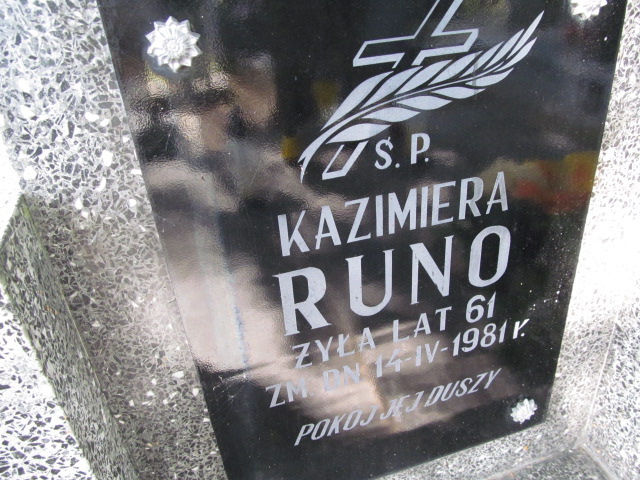 Ś.P.
KAZIMIERA
RUNO
ŻYŁA LAT 61
ZM. DN 14-IV-1981 r.
POKÓJ JEJ DUSZY